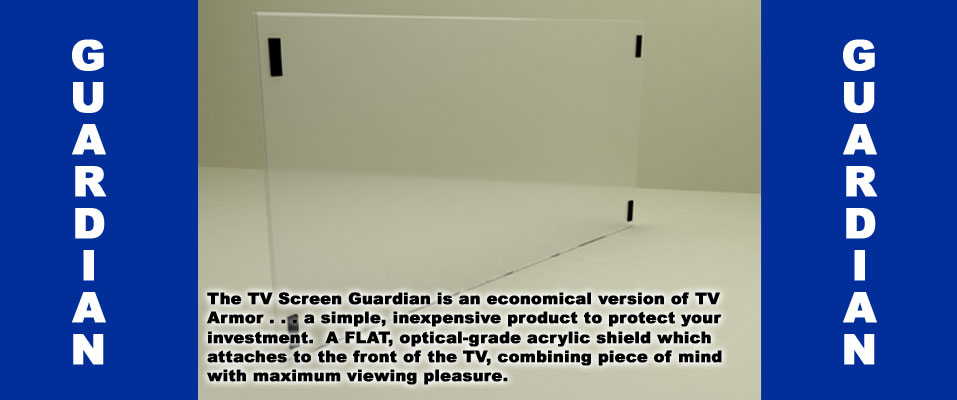 GUARDIAN
The TV Screen Guardian is an economical version of TV
Armor . . . a simple, inexpensive product to protect your
investment.  A FLAT, optical-grade acrylic shield which
attaches to the front of the TV, combining piece of mind
with maximum viewing pleasure.
GUARDIAN